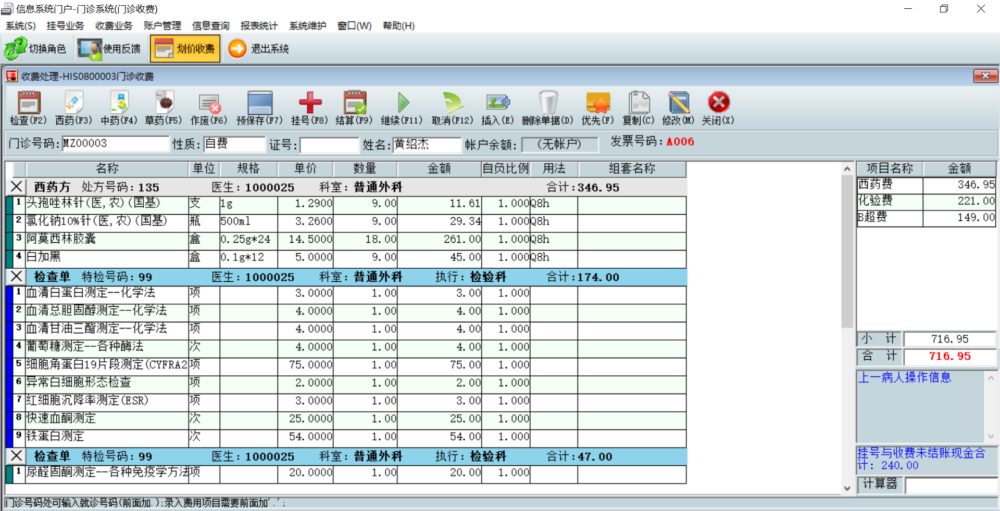 信息系统门户-门诊系统(门诊收费)
系统(S) 挂号业务 收费业务 账户管理 信息查询 报表统计 系统维护 窗口(W) 帮助(H)
切换角色 使用反馈 划价收费 退出系统
收费处理-HIS0800003门诊收费
检查(F2) 西药(F3) 中药(F4) 草药(F5) 作废(F6) 预保存(F7) 挂号(F8) 结算(F9) 继续(F11) 取消(F12) 插入(E) 删除单据(D) 优先(F) 复制(C) 修改(M) 关闭(X)
门诊号码: MZ00003 性质: 自费 证号: 姓名: 黄绍杰 帐户余额: (无帐户) 发票号码: A006
名称 单位 规格 单价 数量 金额 自负比例 用法 组套名称
西药方 处方号码: 135 医生: 1000025 科室: 普通外科 合计:346.95
1 头孢唑林针(医,农)(国基) 支 1g 1.2900 9.00 11.61 1.000 Q8h
2 氯化钠10%针(医,农)(国基) 瓶 500ml 3.2600 9.00 29.34 1.000 Q8h
3 阿莫西林胶囊 盒 0.25g*24 14.5000 18.00 261.00 1.000 Q8h
4 白加黑 盒 0.1g*12 5.0000 9.00 45.00 1.000 Q8h
检查单 特检号码: 99 医生: 1000025 科室: 普通外科 执行: 检验科 合计:174.00
1 血清白蛋白测定--化学法 项 3.0000 1.00 3.00 1.000
2 血清总胆固醇测定--化学法 项 4.0000 1.00 4.00 1.000
3 血清甘油三酯测定--化学法 项 4.0000 1.00 4.00 1.000
4 葡萄糖测定--各种酶法 次 4.0000 1.00 4.00 1.000
5 细胞角蛋白19片段测定(CYFRA2 项 75.0000 1.00 75.00 1.000
6 异常白细胞形态检查 项 2.0000 1.00 2.00 1.000
7 红细胞沉降率测定(ESR) 项 3.0000 1.00 3.00 1.000
8 快速血酮测定 次 25.0000 1.00 25.00 1.000
9 铁蛋白测定 次 54.0000 1.00 54.00 1.000
检查单 特检号码: 99 医生: 1000025 科室: 普通外科 执行: 检验科 合计:47.00
1 尿醛固酮测定--各种免疫学方法 项 20.0000 1.00 20.00 1.000
项目名称 金额
西药费 346.95
化验费 221.00
B超费 149.00
小 计 716.95
合 计 716.95
上一病人操作信息
挂号与收费未结账现金合
计: 240.00
计算器
门诊号码处可输入就诊号码(前面加.);录入费用项目需要前面加'.';